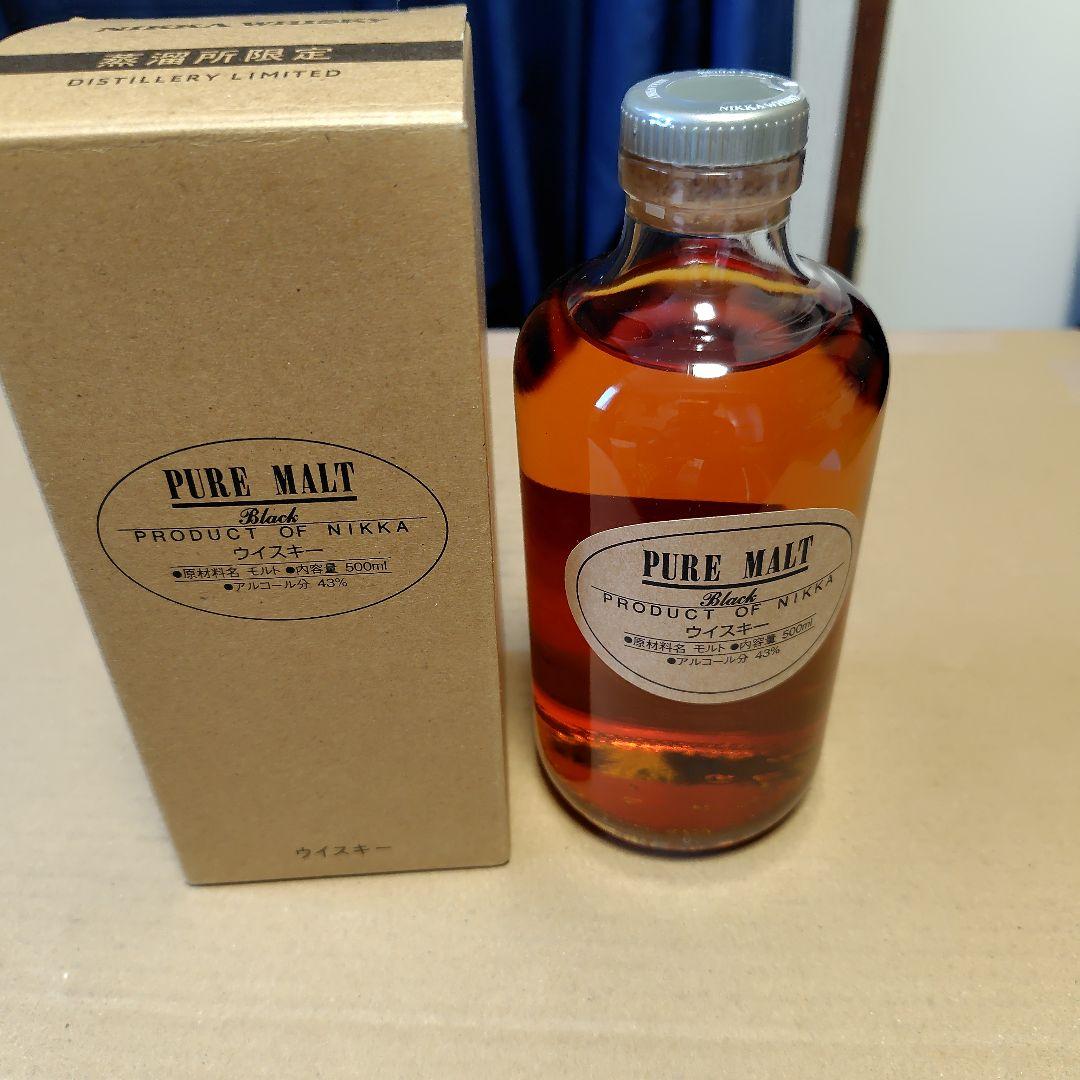 NIKKA WHISKY
蒸溜所限定
DISTILLERY LIMITED
PURE MALT
Black
PRODUCT OF NIKKA
ウイスキー
●原材料名 モルト ●内容量 500ml
●アルコール分 43%
ウイスキー
NIKKA WHISKY
PURE MALT
Black
PRODUCT OF NIKKA
ウイスキー
●原材料名 モルト ●内容量 500ml
●アルコール分 43%